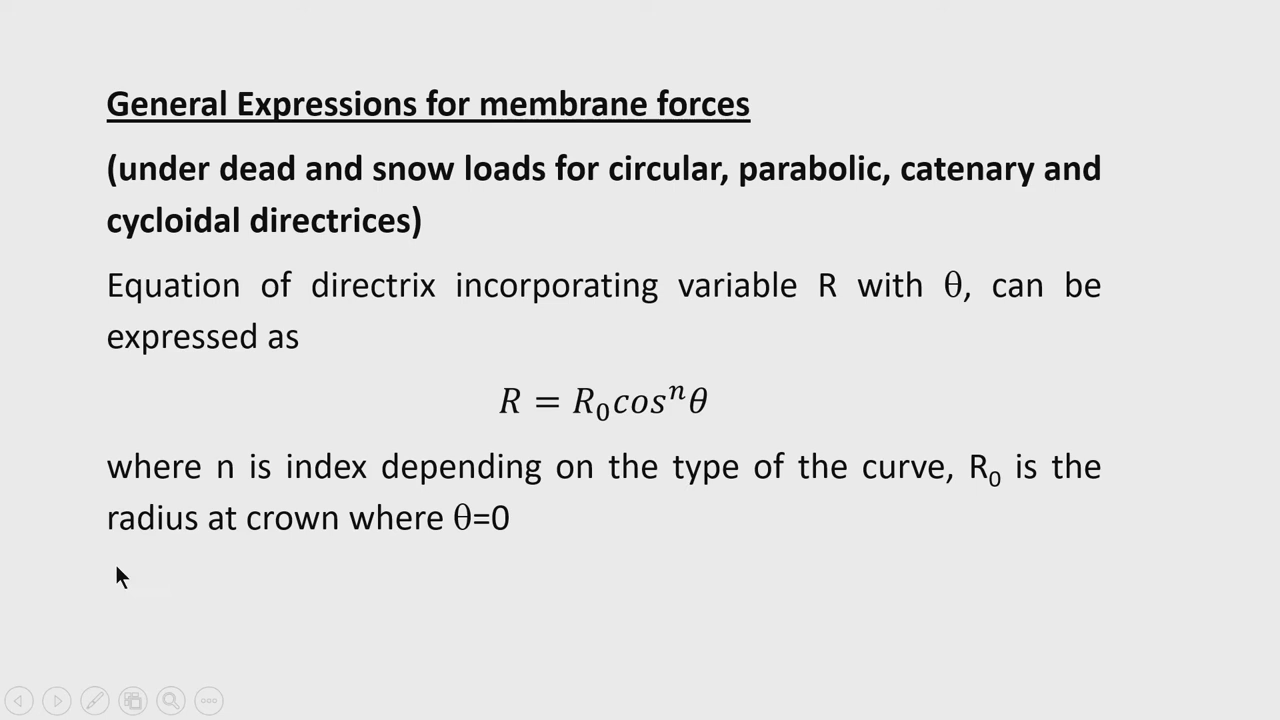 General Expressions for membrane forces
(under dead and snow loads for circular, parabolic, catenary and
cycloidal directrices)
Equation of directrix incorporating variable R with θ, can be
expressed as
R = R₀cosⁿθ
where n is index depending on the type of the curve, R₀ is the
radius at crown where θ=0